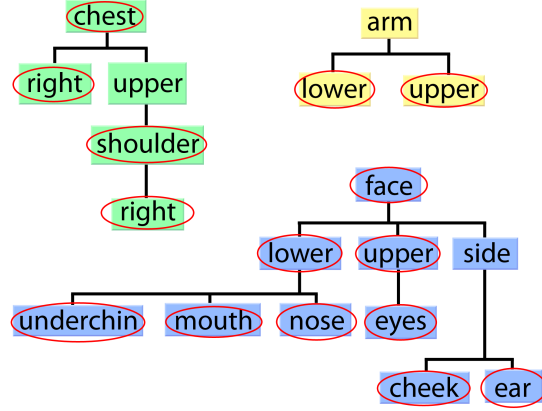 chest
right upper
shoulder
right
arm
lower upper
face
lower upper side
underchin mouth nose eyes
cheek ear